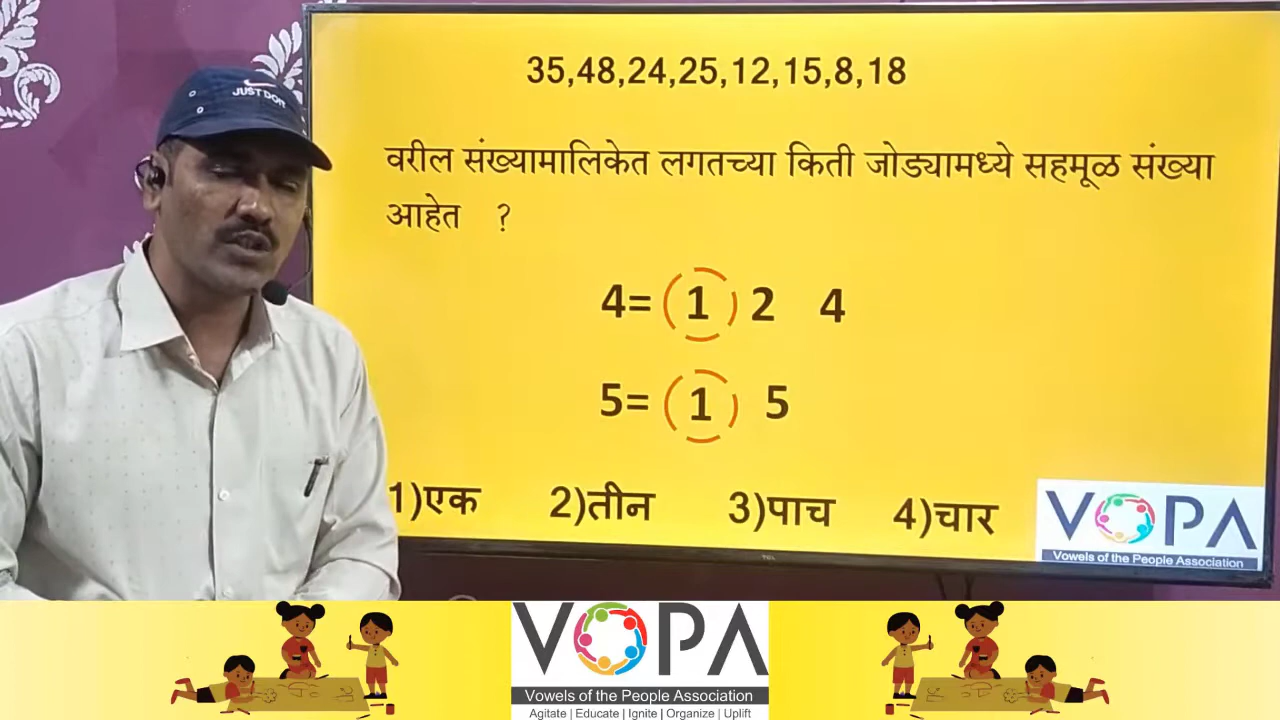 JUST DO IT
35,48,24,25,12,15,8,18
वरील संख्यामालिकेत लगतच्या किती जोड्यामध्ये सहमूळ संख्या
आहेत ?
4= 1 2 4
5= 1 5
1)एक 2)तीन 3)पाच 4)चार
VOPA
Vowels of the People Association
VOPA
Vowels of the People Association
Agitate | Educate | Ignite | Organize | Uplift